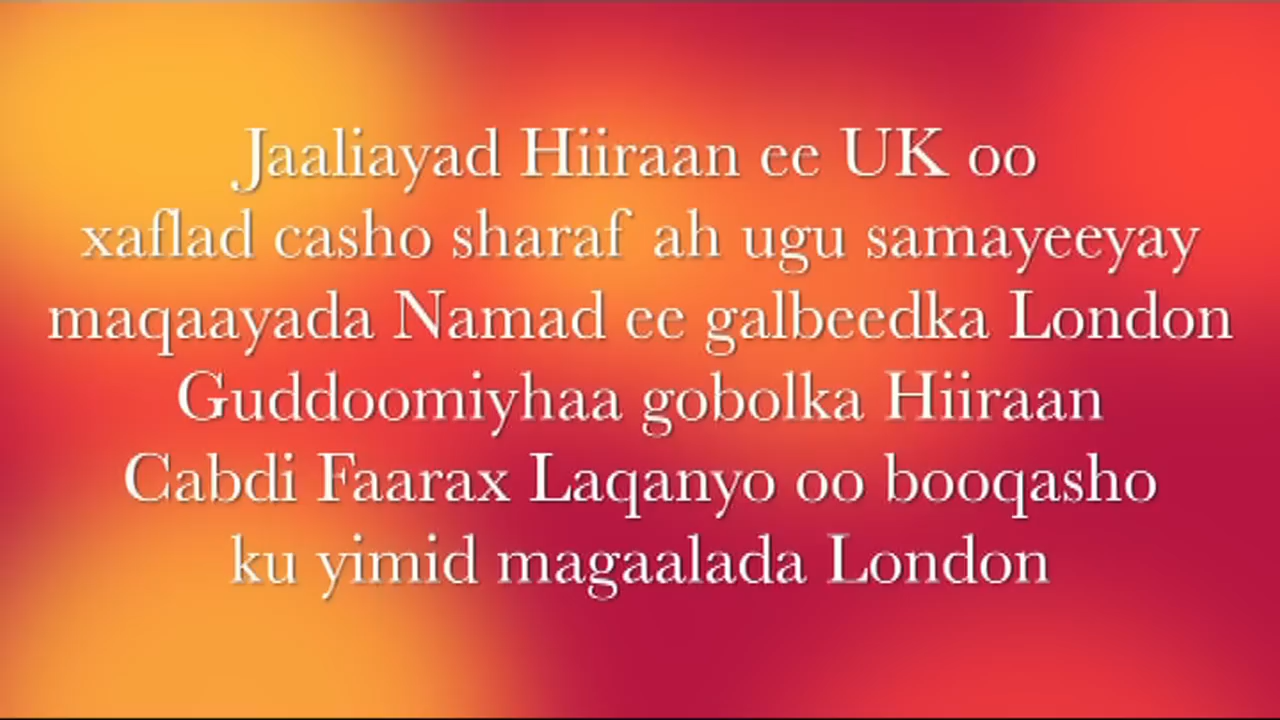 Jaaliayad Hiiraan ee UK oo
xaflad casho sharaf ah ugu samayeeyay
maqaayada Namad ee galbeedka London
Guddoomiyhaa gobolka Hiiraan
Cabdi Faarax Laqanyo oo booqasho
ku yimid magaalada London